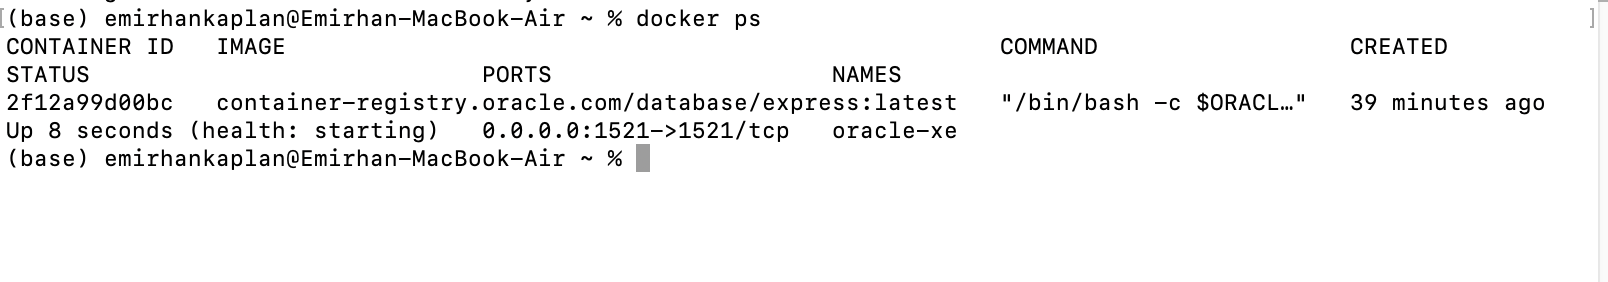 [(base) emirhankaplan@Emirhan-MacBook-Air ~ % docker ps ]
CONTAINER ID IMAGE COMMAND CREATED
STATUS PORTS NAMES
2f12a99d00bc container-registry.oracle.com/database/express:latest "/bin/bash -c $ORACL…" 39 minutes ago
Up 8 seconds (health: starting) 0.0.0.0:1521->1521/tcp oracle-xe
(base) emirhankaplan@Emirhan-MacBook-Air ~ %